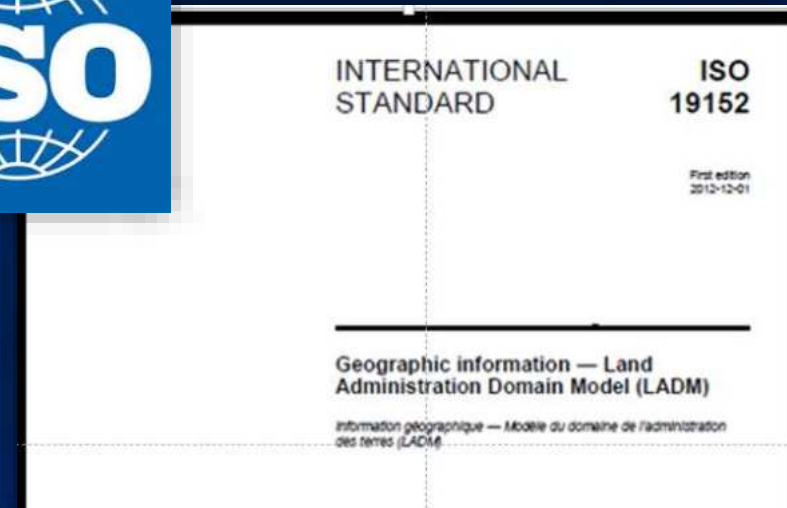 SO
INTERNATIONAL
STANDARD
ISO
19152
First edition
2012-12-01
Geographic information — Land
Administration Domain Model (LADM)
Information géographique — Modèle du domaine de l'administration
des terres (LADM)